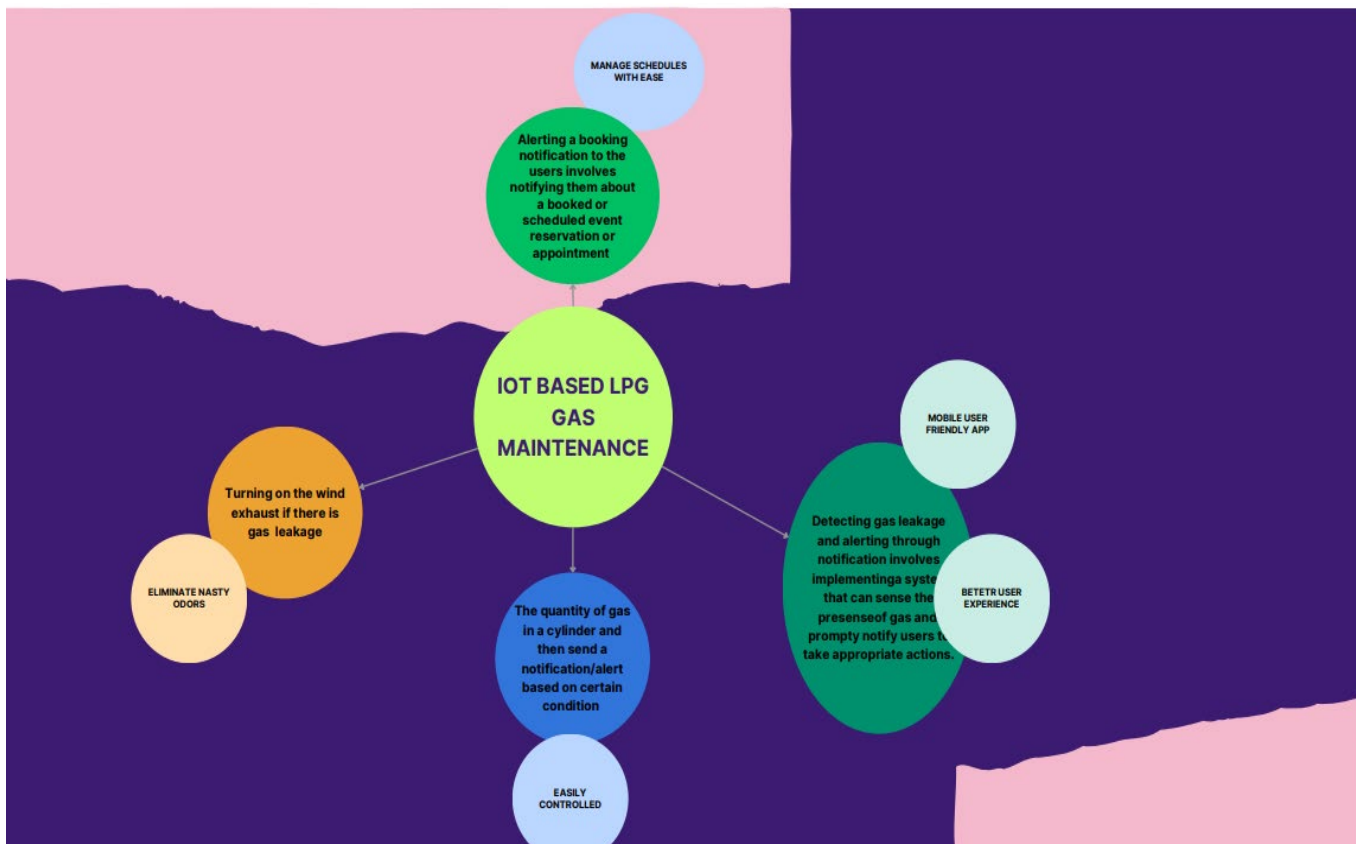 MANAGE SCHEDULES
WITH EASE
Alerting a booking
notification to the
users involves
notifying them about
a booked or
scheduled event
reservation or
appointment
IOT BASED LPG
GAS
MAINTENANCE
MOBILE USER
FRIENDLY APP
Turning on the wind
exhaust if there is
gas leakage
ELIMINATE NASTY
ODORS
Detecting gas leakage
and alerting through
notification involves
implementinga system
that can sense the
presenseof gas and
prompty notify users to
take appropriate actions.
BETETR USER
EXPERIENCE
The quantity of gas
in a cylinder and
then send a
notification/alert
based on certain
condition
EASILY
CONTROLLED